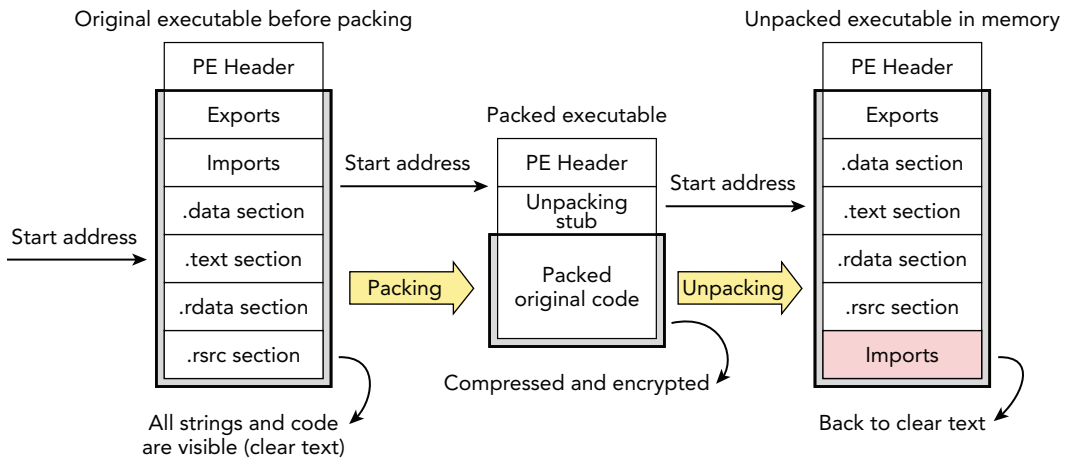 Original executable before packing
PE Header
Exports
Imports
.data section
.text section
.rdata section
.rsrc section
Start address
All strings and code
are visible (clear text)
Start address
Packing
Packed executable
PE Header
Unpacking
stub
Packed
original code
Compressed and encrypted
Start address
Unpacking
Unpacked executable in memory
PE Header
Exports
.data section
.text section
.rdata section
.rsrc section
Imports
Back to clear text